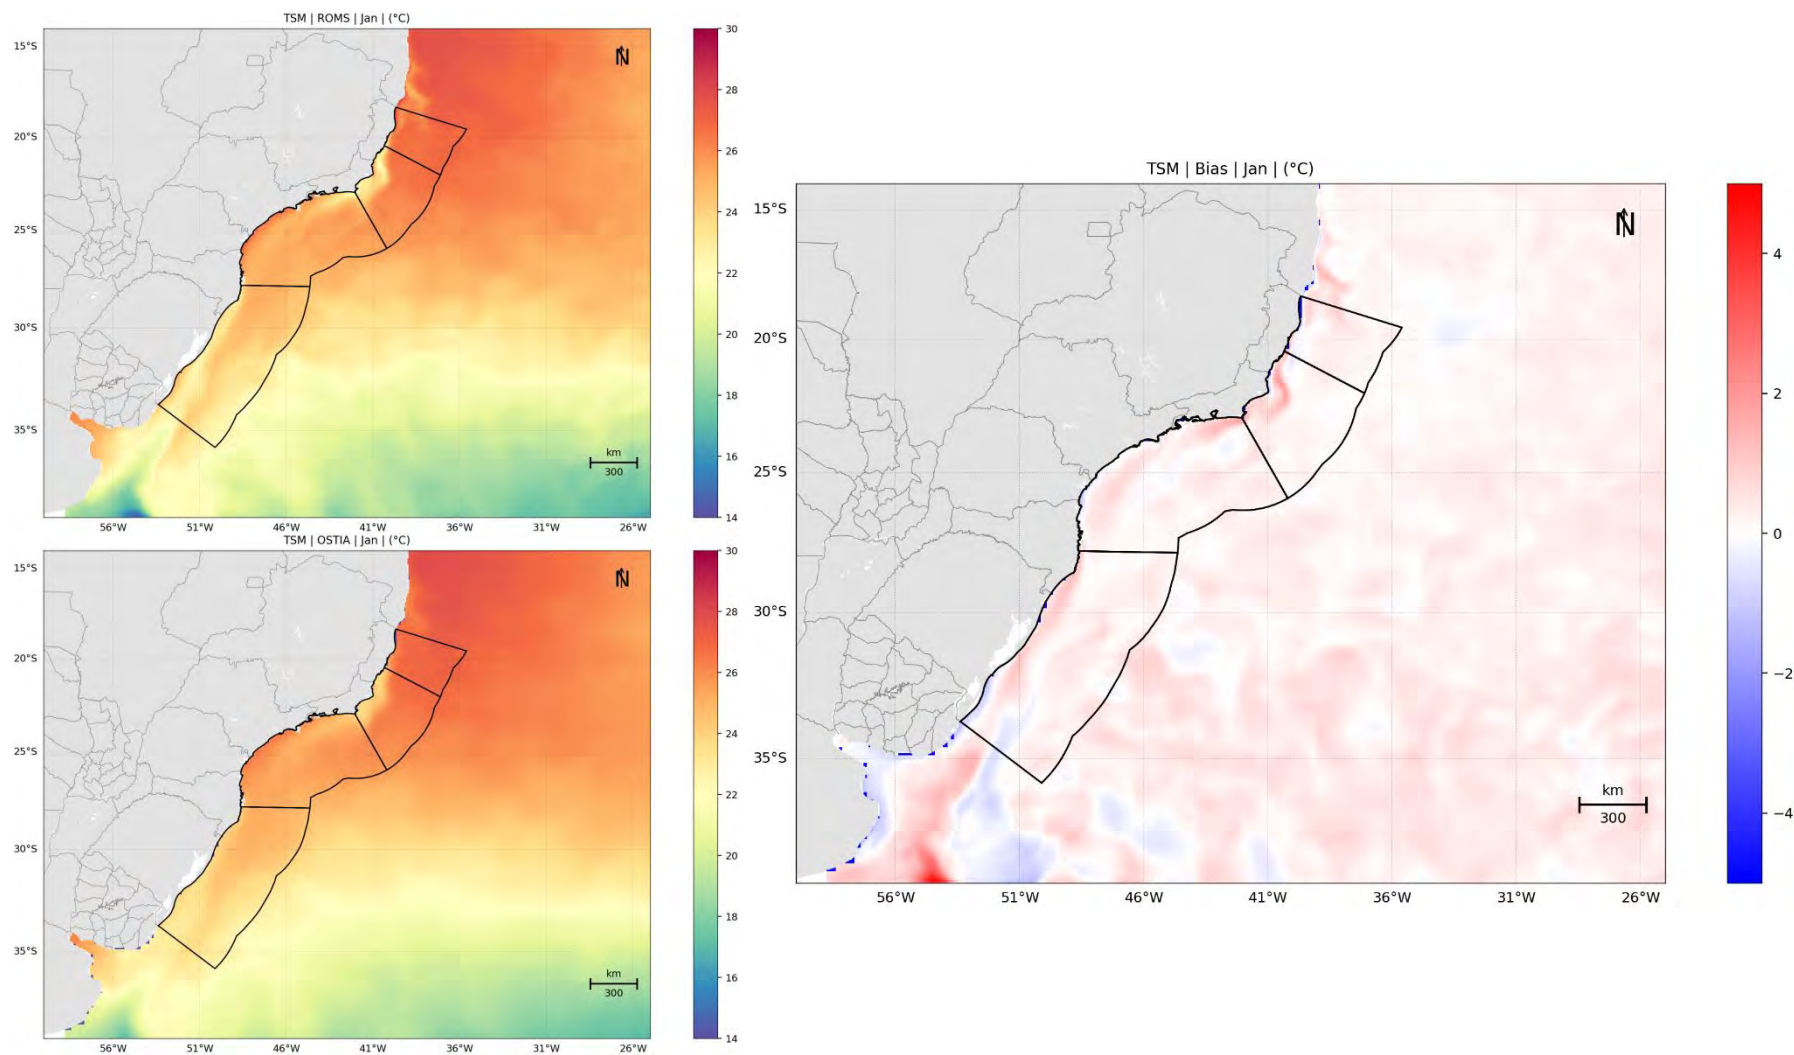 TSM | ROMS | Jan | (°C)
15°S
20°S
25°S
30°S
35°S
N
km
300
56°W 51°W 46°W 41°W 36°W 31°W 26°W
30
28
26
24
22
20
18
16
14
TSM | OSTIA | Jan | (°C)
15°S
20°S
25°S
30°S
35°S
N
km
300
56°W 51°W 46°W 41°W 36°W 31°W 26°W
30
28
26
24
22
20
18
16
14
TSM | Bias | Jan | (°C)
15°S
20°S
25°S
30°S
35°S
N
km
300
56°W 51°W 46°W 41°W 36°W 31°W 26°W
4
2
0
−2
−4